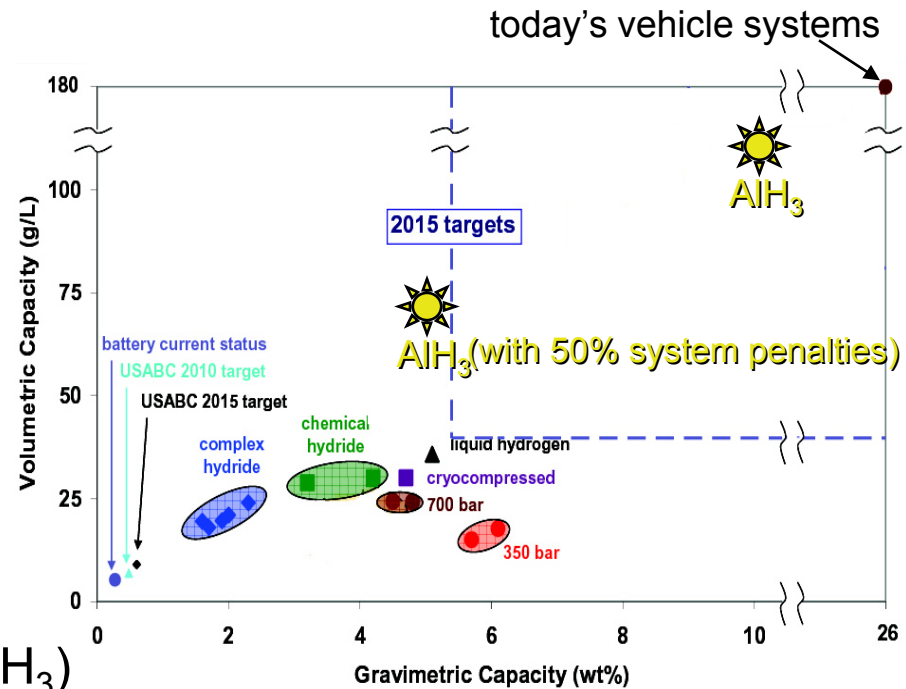 today's vehicle systems
180
100
AlH₃
2015 targets
75
battery current status
AlH₃(with 50% system penalties)
USABC 2010 target
50
USABC 2015 target
chemical
hydride
liquid hydrogen
complex
hydride
cryocompressed
25
700 bar
350 bar
0
Volumetric Capacity (g/L)
0 2 4 6 8 10 26
H₃)
Gravimetric Capacity (wt%)